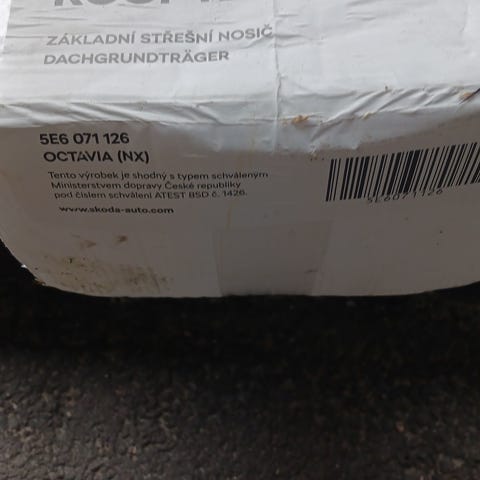 ZÁKLADNÍ STŘEŠNÍ NOSIČ
DACHGRUNDTRÄGER
5E6 071 126
OCTAVIA (NX)
Tento výrobek je shodný s typem schváleným
Ministerstvem dopravy České republiky
pod číslem schválení ATEST 8SD č. 1426.
www.skoda-auto.com
5E6071126